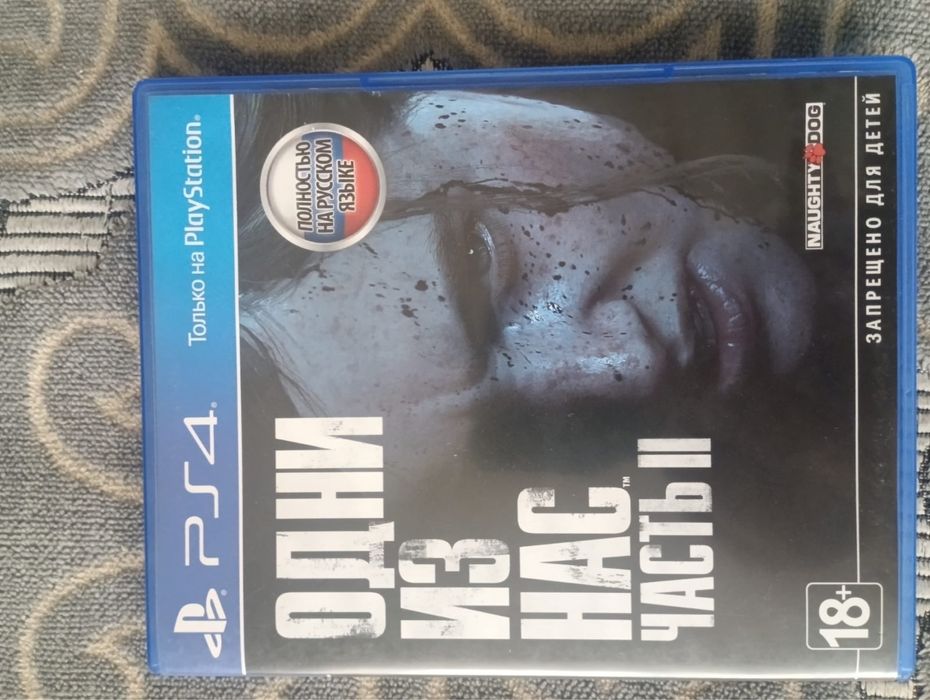 PS4
Только на PlayStation
ПОЛНОСТЬЮ
НА РУССКОМ
ЯЗЫКЕ
ОДНИ
ИЗ
НАС™
ЧАСТЬ II
NAUGHTY DOG
18+
ЗАПРЕЩЕНО ДЛЯ ДЕТЕЙ